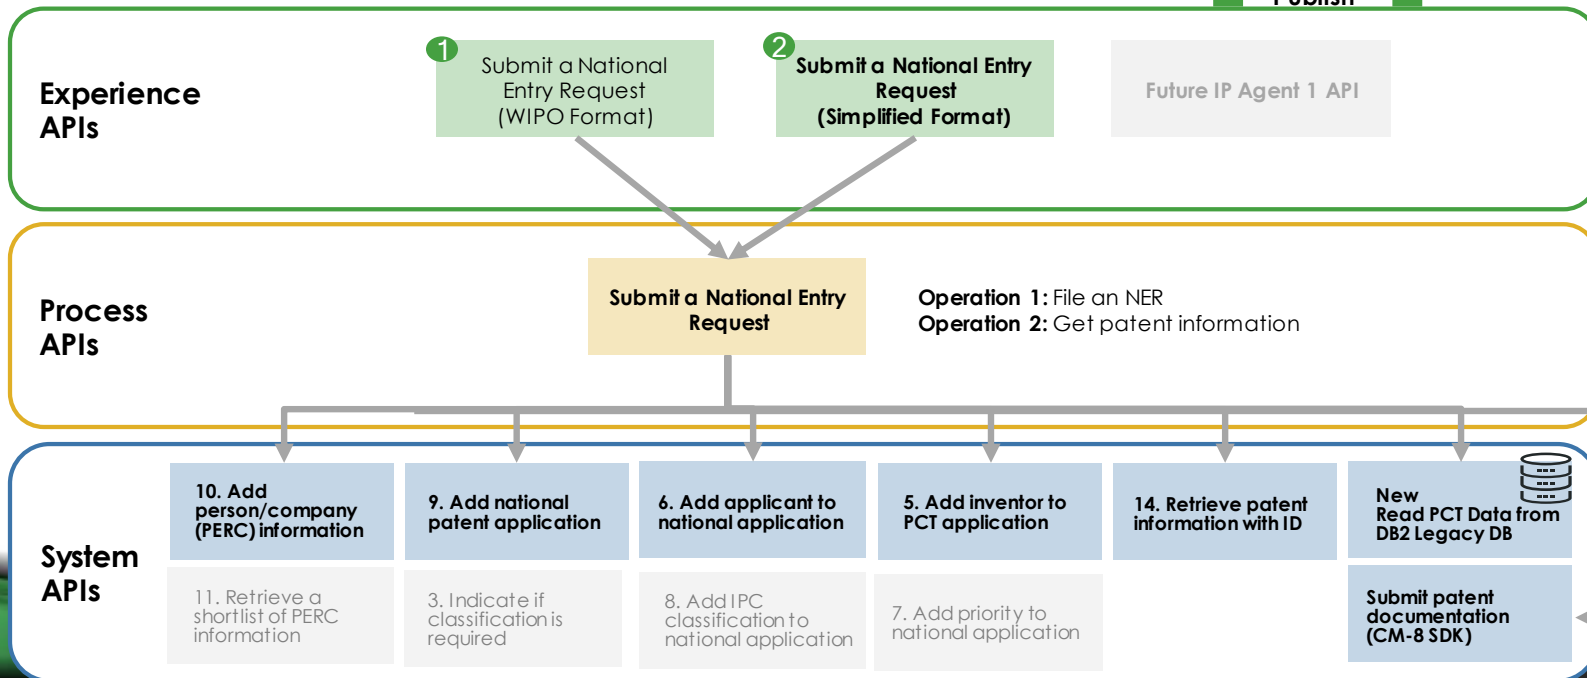 Publish
Experience
APIs
1
Submit a National
Entry Request
(WIPO Format)
2
Submit a National Entry
Request
(Simplified Format)
Future IP Agent 1 API
Process
APIs
Submit a National Entry
Request
Operation 1: File an NER
Operation 2: Get patent information
System
APIs
10. Add
person/company
(PERC) information
9. Add national
patent application
6. Add applicant to
national application
5. Add inventor to
PCT application
14. Retrieve patent
information with ID
New
Read PCT Data from
DB2 Legacy DB
11. Retrieve a
shortlist of PERC
information
3. Indicate if
classification is
required
8. Add IPC
classification to
national application
7. Add priority to
national application
Submit patent
documentation
(CM-8 SDK)